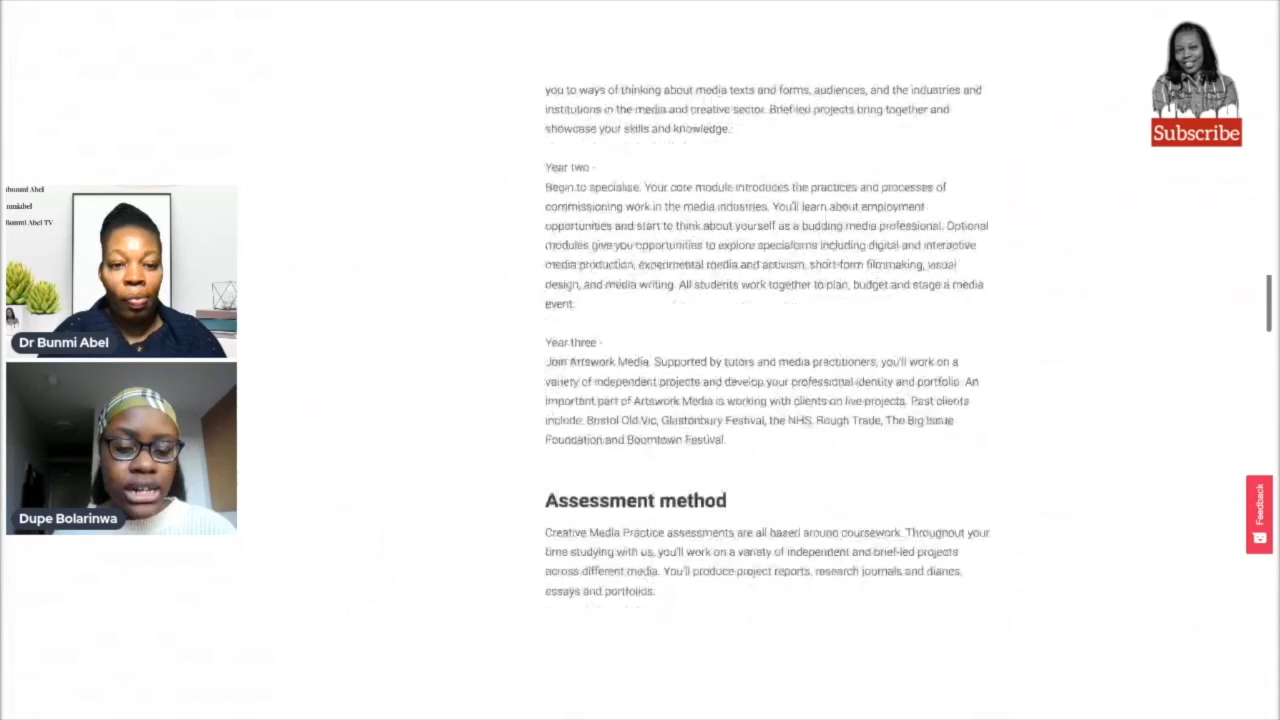 you to ways of thinking about media texts and forms, audiences, and the industries and
institutions in the media and creative sector. Brief-led projects bring together and
showcase your skills and knowledge.
Year two -
Begin to specialise. Your core module introduces the practices and processes of
commissioning work in the media industries. You'll learn about employment
opportunities and start to think about yourself as a budding media professional. Optional
modules give you opportunities to explore specialisms including digital and interactive
media production, experimental media and activism, short-form filmmaking, visual
design, and media writing. All students work together to plan, budget and stage a media
event.
Year three -
Join Artswork Media. Supported by tutors and media practitioners, you'll work on a
variety of independent projects and develop your professional identity and portfolio. An
important part of Artswork Media is working with clients on live projects. Past clients
include: Bristol Old Vic, Glastonbury Festival, the NHS, Rough Trade, The Big Issue
Foundation and Boomtown Festival.
Assessment method
Creative Media Practice assessments are all based around coursework. Throughout your
time studying with us, you'll work on a variety of independent and brief-led projects
across different media. You'll produce project reports, research journals and diaries,
essays and portfolios.
Subscribe
Feedback
Abel
Abel TV
Dr Bunmi Abel
Dupe Bolarinwa